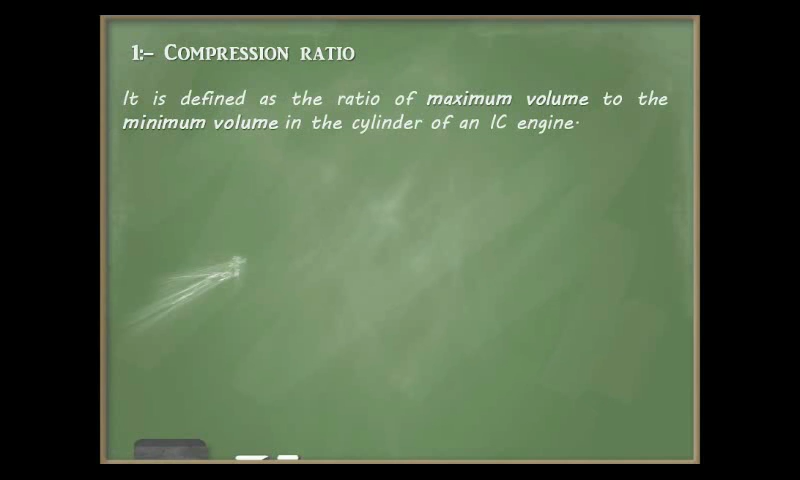 1:- Compression ratio
It is defined as the ratio of maximum volume to the
minimum volume in the cylinder of an IC engine.